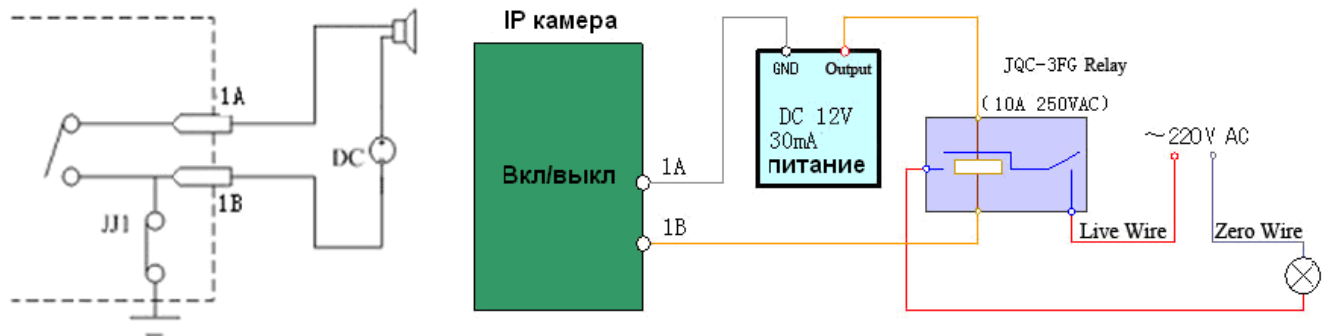 1A
1B
JJ1
DC
IP камера
Вкл/выкл
1A
1B
GND Output
DC 12V
30mA
питание
JQC-3FG Relay
(10A 250VAC)
~220V AC
Live Wire
Zero Wire